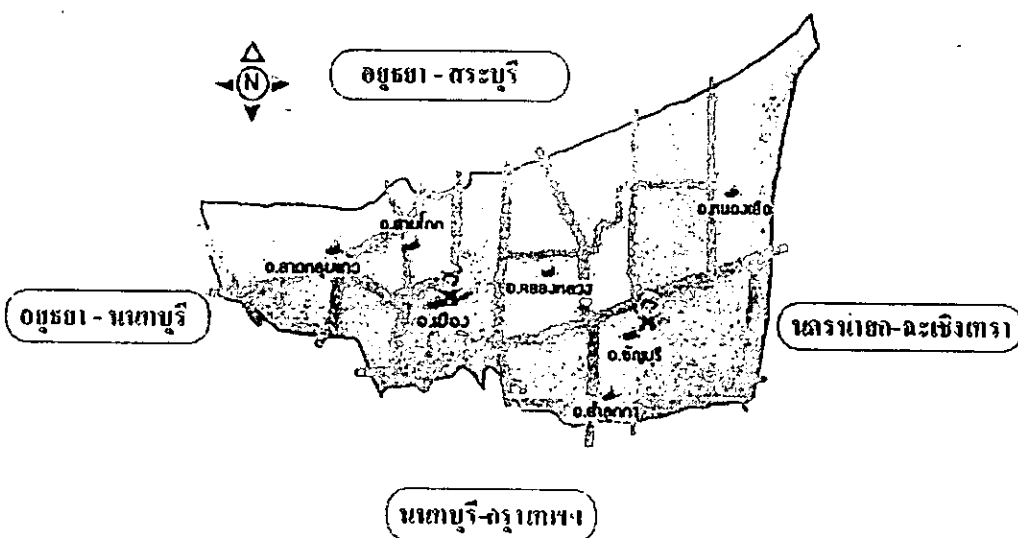 อยุธยา - สระบุรี
N
อ.หนองเสือ
อ.สามโคก
อ.ลาดหลุมแก้ว
อ.คลองหลวง
อยุธยา - นนทบุรี
อ.เมือง
นครนายก-ฉะเชิงเทรา
อ.ธัญบุรี
อ.ลำลูกกา
นนทบุรี-กรุงเทพฯ